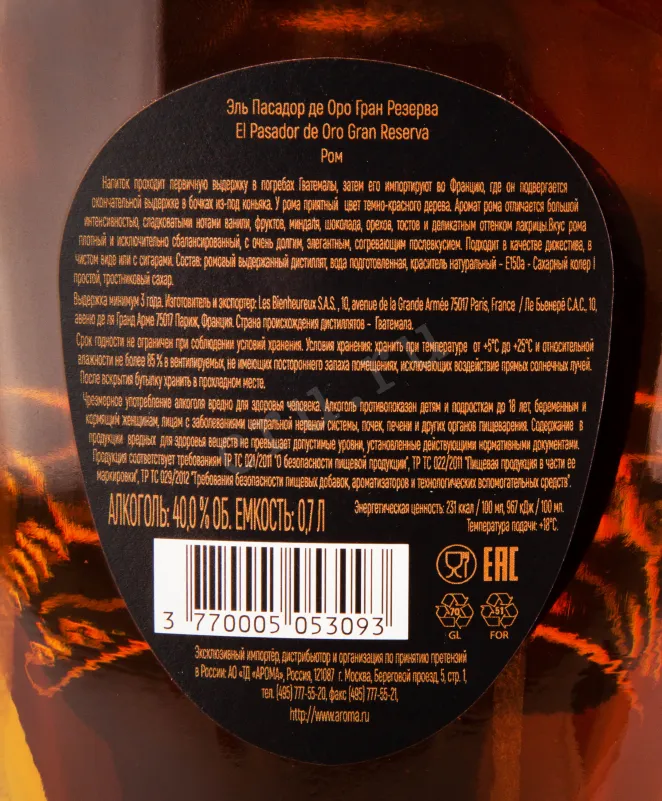 Эль Пасадор де Оро Гран Резерва
El Pasador de Oro Gran Reserva
Ром
Напиток проходит первичную выдержку в погребах Гватемалы, затем его импортируют во Францию, где он подвергается
окончательной выдержке в бочках из-под коньяка. У рома приятный цвет темно-красного дерева. Аромат рома отличается большой
интенсивностью, сладковатыми нотами ванили, фруктов, миндаля, шоколада, орехов, тостов и деликатным оттенком лакрицы.Вкус рома
плотный и исключительно сбалансированный, с очень долгим, элегантным, согревающим послевкусием. Подходит в качестве дижестива, в
чистом виде или с сигарами. Состав: ромовый выдержанный дистиллят, вода подготовленная, краситель натуральный - Е150а - Сахарный колер I
простой, тростниковый сахар.
Выдержка минимум 3 года. Изготовитель и экспортер: Les Bienheureux S.A.S., 10, avenue de la Grande Armée 75017 Paris, France / Ле Бьенерё С.А.С., 10,
авеню де ля Гранд Арме 75017 Париж, Франция. Страна происхождения дистиллятов - Гватемала.
Срок годности не ограничен при соблюдении условий хранения. Условия хранения: хранить при температуре от +5°С до +25°С и относительной
влажности не более 85 % в вентилируемых, не имеющих постороннего запаха помещениях, исключающих воздействие прямых солнечных лучей.
После вскрытия бутылку хранить в прохладном месте.
Чрезмерное употребление алкоголя вредно для здоровья человека. Алкоголь противопоказан детям и подросткам до 18 лет, беременным и
кормящим женщинам, лицам с заболеваниями центральной нервной системы, почек, печени и других органов пищеварения. Содержание в
продукции вредных для здоровья веществ не превышает допустимые уровни, установленные действующими нормативными документами.
Продукция соответствует требованиям ТР ТС 021/2011 "О безопасности пищевой продукции", ТР ТС 022/2011 "Пищевая продукция в части ее
маркировки", ТР ТС 029/2012 "Требования безопасности пищевых добавок, ароматизаторов и технологических вспомогательных средств".
АЛКОГОЛЬ: 40,0 % ОБ. ЕМКОСТЬ: 0,7 Л
Энергетическая ценность: 231 ккал / 100 мл, 967 кДж / 100 мл.
Температура подачи: +18°С.
EAC
70 51
GL FOR
3 770005 053093
Эксклюзивный импортёр, дистрибьютор и организация по принятию претензий
в России: АО «ТД «АРОМА», Россия, 121087 г. Москва, Береговой проезд, 5, стр. 1,
тел. (495) 777-55-20, факс (495) 777-55-21,
http://www.aroma.ru